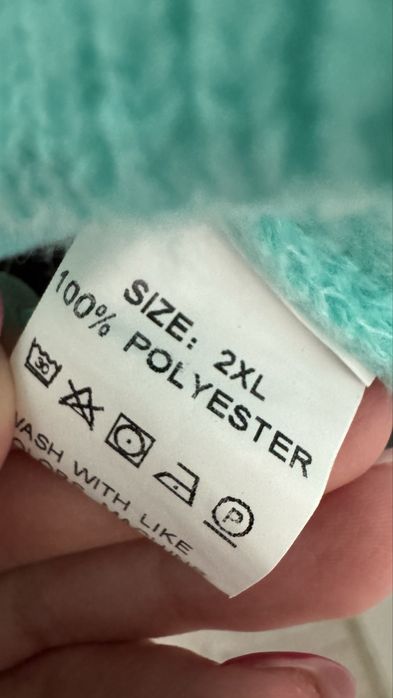 SIZE: 2XL
100% POLYESTER
30
P
WASH WITH LIKE